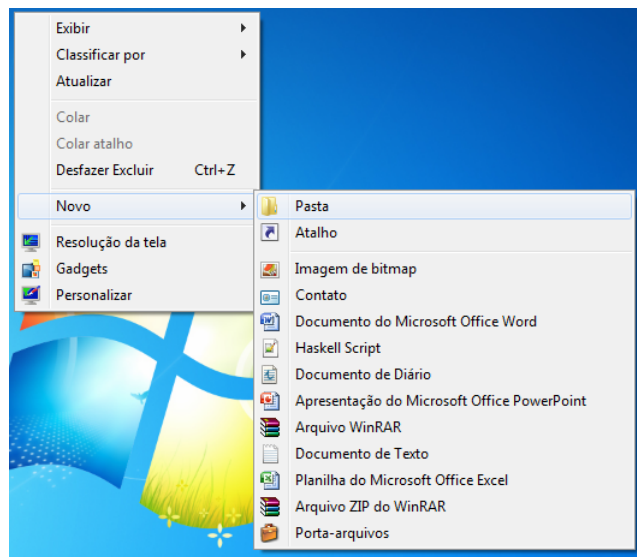 Exibir
Classificar por
Atualizar
Colar
Colar atalho
Desfazer Excluir Ctrl+Z
Novo
Resolução da tela
Gadgets
Personalizar
Pasta
Atalho
Imagem de bitmap
Contato
Documento do Microsoft Office Word
Haskell Script
Documento de Diário
Apresentação do Microsoft Office PowerPoint
Arquivo WinRAR
Documento de Texto
Planilha do Microsoft Office Excel
Arquivo ZIP do WinRAR
Porta-arquivos